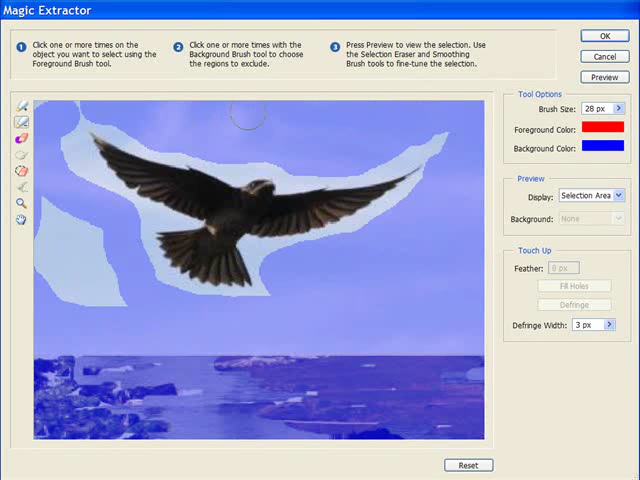 Magic Extractor
1 Click one or more times on the
object you want to select using the
Foreground Brush tool.
2 Click one or more times with the
Background Brush tool to choose
the regions to exclude.
3 Press Preview to view the selection. Use
the Selection Eraser and Smoothing
Brush tools to fine-tune the selection.
OK
Cancel
Preview
Tool Options
Brush Size: 28 px
Foreground Color:
Background Color:
Preview
Display: Selection Area
Background: None
Touch Up
Feather: 0 px
Fill Holes
Defringe
Defringe Width: 3 px
Reset